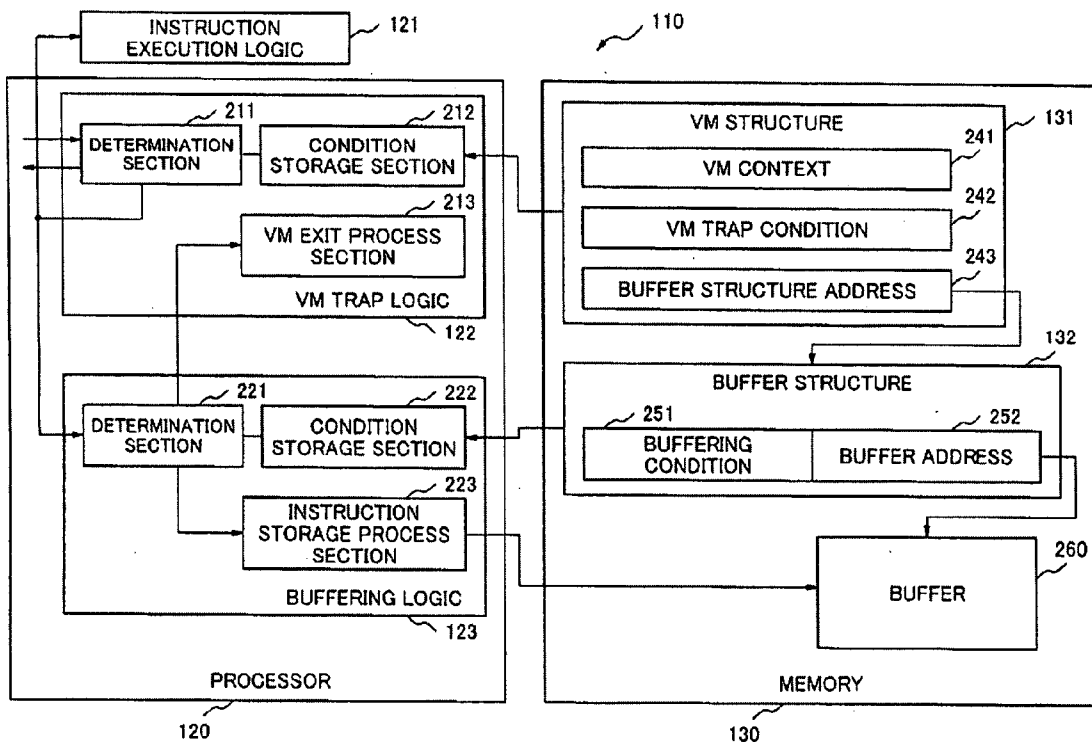 INSTRUCTION
EXECUTION LOGIC
121
110
211
DETERMINATION
SECTION
212
CONDITION
STORAGE SECTION
213
VM EXIT PROCESS
SECTION
VM TRAP LOGIC
122
221
DETERMINATION
SECTION
222
CONDITION
STORAGE SECTION
223
INSTRUCTION
STORAGE PROCESS
SECTION
BUFFERING LOGIC
123
PROCESSOR
120
VM STRUCTURE
131
241
VM CONTEXT
242
VM TRAP CONDITION
243
BUFFER STRUCTURE ADDRESS
132
BUFFER STRUCTURE
251
BUFFERING
CONDITION
252
BUFFER ADDRESS
260
BUFFER
MEMORY
130